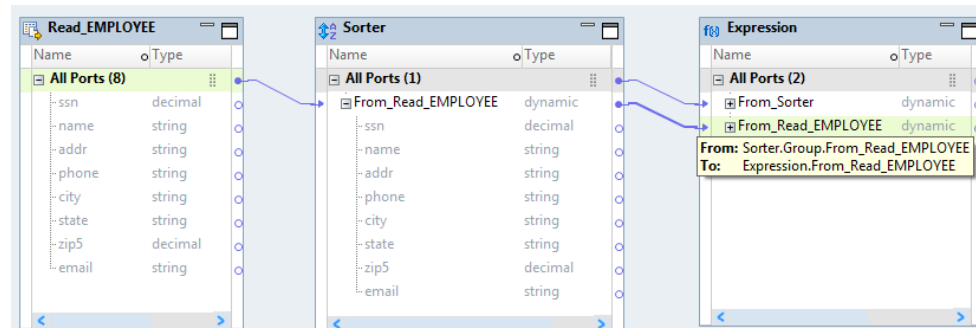 Read_EMPLOYEE
Name Type
All Ports (8)
ssn decimal
name string
addr string
phone string
city string
state string
zip5 decimal
email string
Sorter
Name Type
All Ports (1)
From_Read_EMPLOYEE dynamic
ssn decimal
name string
addr string
phone string
city string
state string
zip5 decimal
email string
f(x) Expression
Name Type
All Ports (2)
From_Sorter dynamic
From_Read_EMPLOYEE dynamic
From: Sorter.Group.From_Read_EMPLOYEE
To: Expression.From_Read_EMPLOYEE